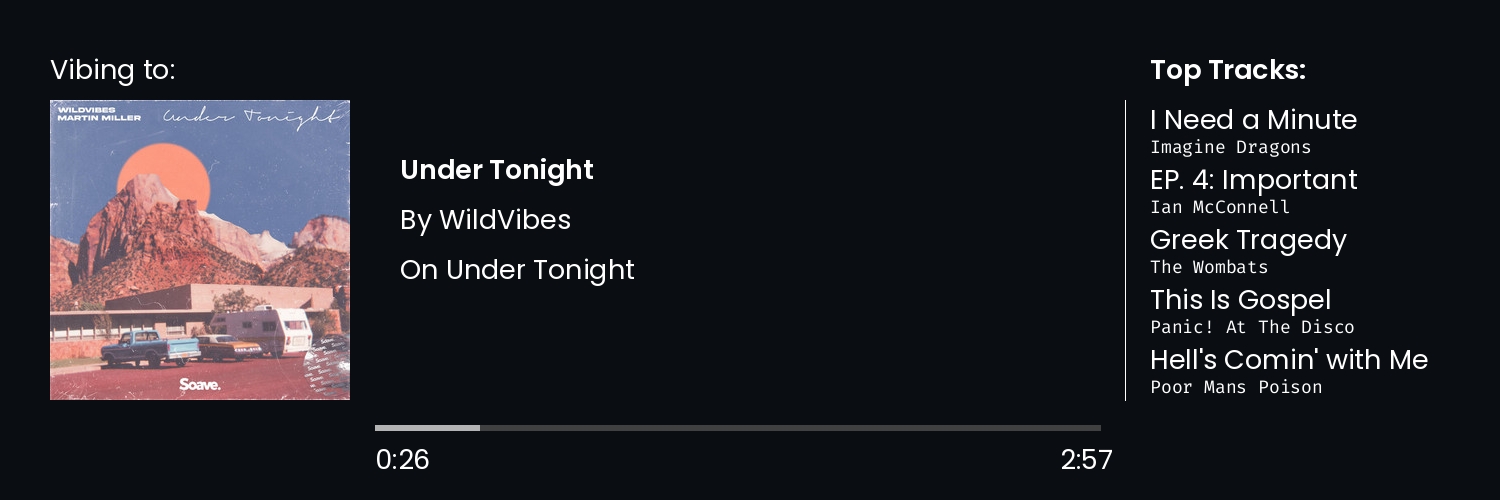 Vibing to:
WILDVIBES
MARTIN MILLER
Under Tonight
Soave.
Under Tonight
By WildVibes
On Under Tonight
0:26
2:57
Top Tracks:
I Need a Minute
Imagine Dragons
EP. 4: Important
Ian McConnell
Greek Tragedy
The Wombats
This Is Gospel
Panic! At The Disco
Hell's Comin' with Me
Poor Mans Poison